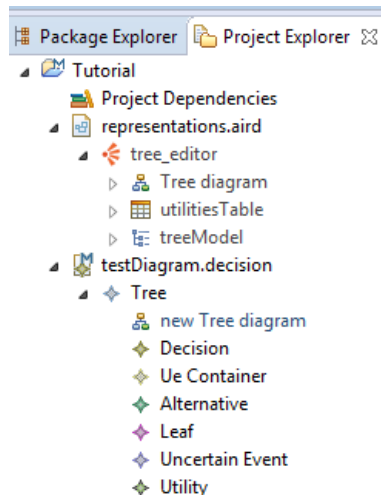 Package Explorer Project Explorer
Tutorial
Project Dependencies
representations.aird
tree_editor
Tree diagram
utilitiesTable
treeModel
testDiagram.decision
Tree
new Tree diagram
Decision
Ue Container
Alternative
Leaf
Uncertain Event
Utility